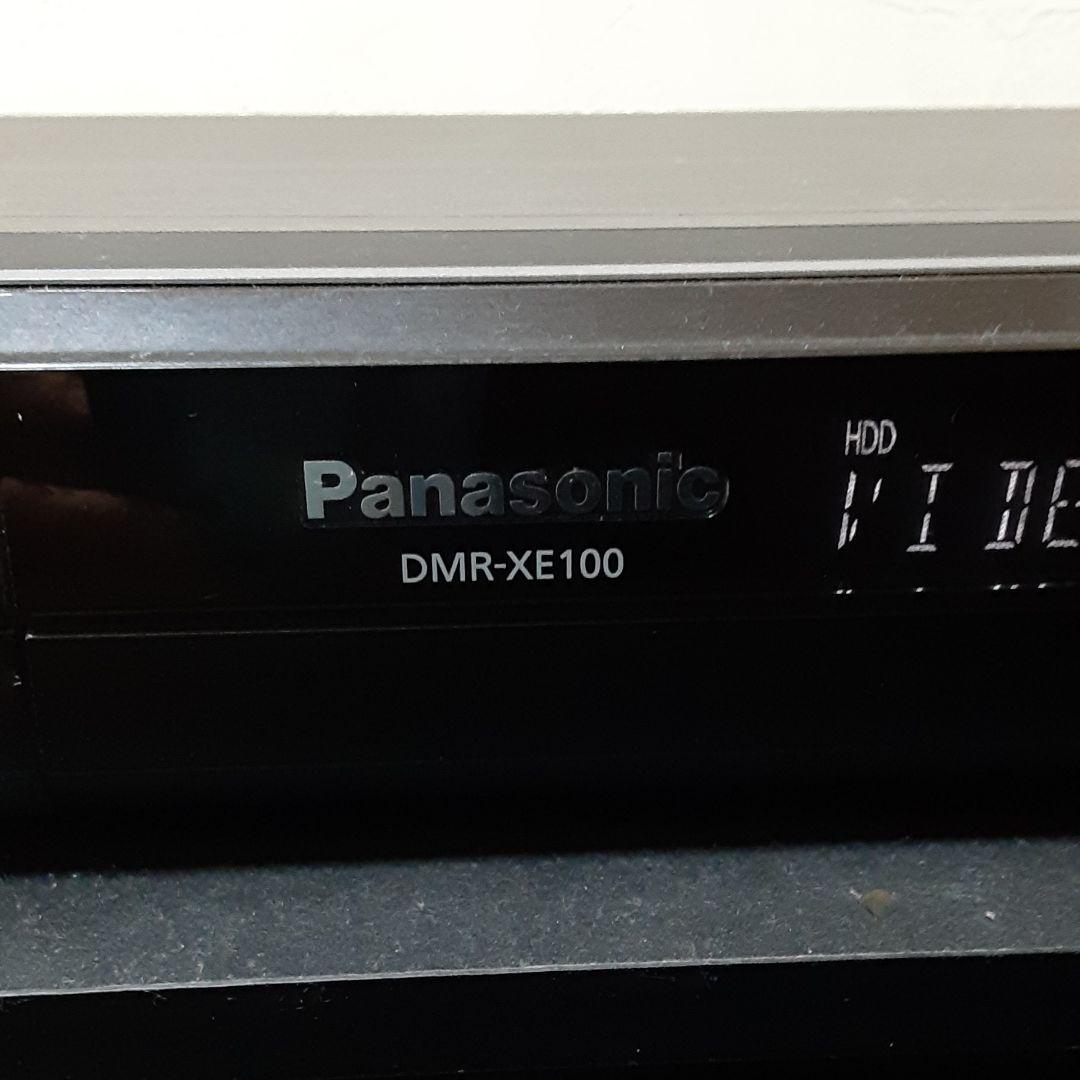 HDD
Panasonic
DMR-XE100